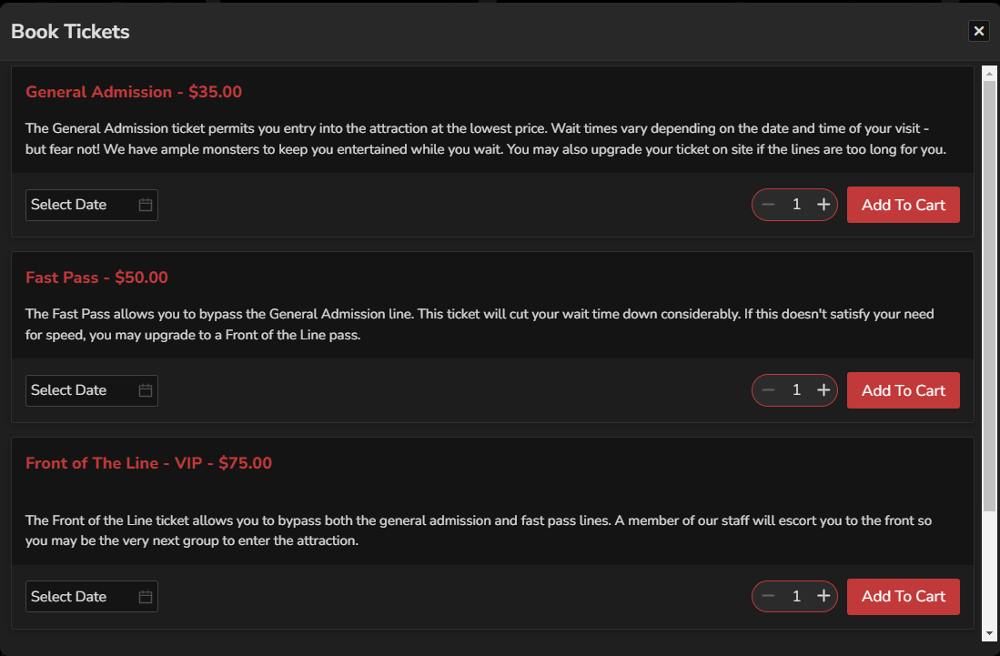 Book Tickets
General Admission - $35.00
The General Admission ticket permits you entry into the attraction at the lowest price. Wait times vary depending on the date and time of your visit -
but fear not! We have ample monsters to keep you entertained while you wait. You may also upgrade your ticket on site if the lines are too long for you.
Select Date 1 Add To Cart
Fast Pass - $50.00
The Fast Pass allows you to bypass the General Admission line. This ticket will cut your wait time down considerably. If this doesn't satisfy your need
for speed, you may upgrade to a Front of the Line pass.
Select Date 1 Add To Cart
Front of The Line - VIP - $75.00
The Front of the Line ticket allows you to bypass both the general admission and fast pass lines. A member of our staff will escort you to the front so
you may be the very next group to enter the attraction.
Select Date 1 Add To Cart